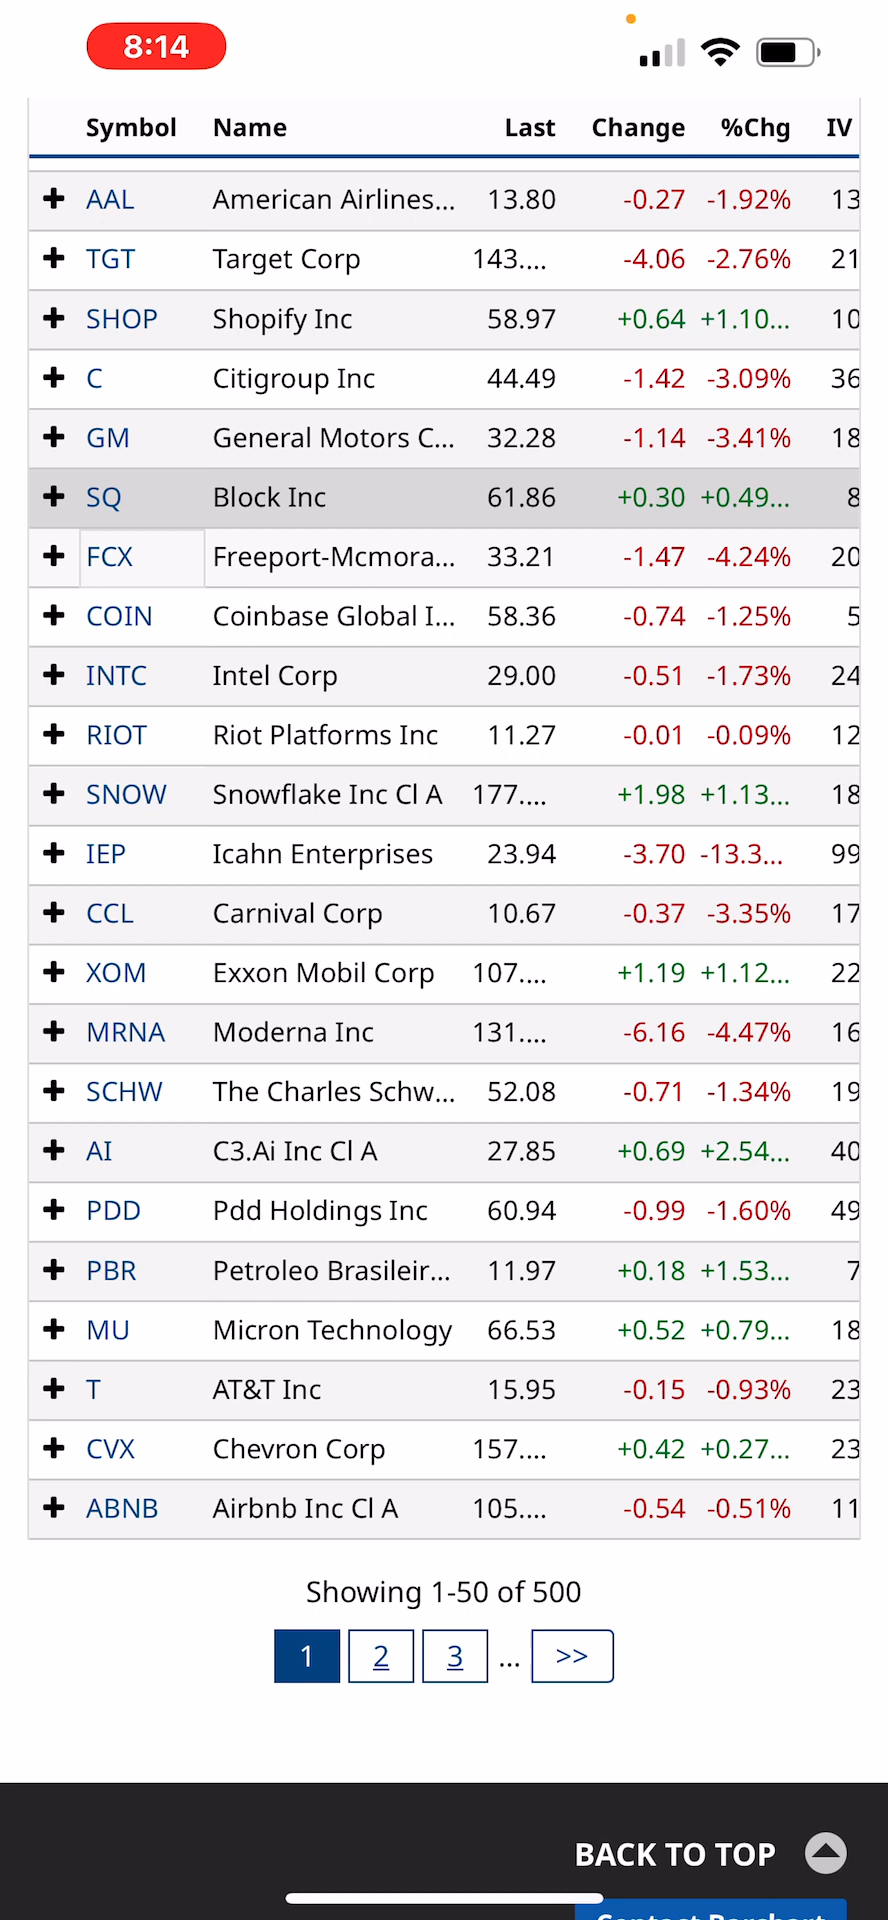 8:14
Symbol Name Last Change %Chg IV
AAL American Airlines... 13.80 -0.27 -1.92% 13
TGT Target Corp 143.... -4.06 -2.76% 21
SHOP Shopify Inc 58.97 +0.64 +1.10... 10
C Citigroup Inc 44.49 -1.42 -3.09% 36
GM General Motors C... 32.28 -1.14 -3.41% 18
SQ Block Inc 61.86 +0.30 +0.49... 8
FCX Freeport-Mcmora... 33.21 -1.47 -4.24% 20
COIN Coinbase Global I... 58.36 -0.74 -1.25% 5
INTC Intel Corp 29.00 -0.51 -1.73% 24
RIOT Riot Platforms Inc 11.27 -0.01 -0.09% 12
SNOW Snowflake Inc Cl A 177.... +1.98 +1.13... 18
IEP Icahn Enterprises 23.94 -3.70 -13.3... 99
CCL Carnival Corp 10.67 -0.37 -3.35% 17
XOM Exxon Mobil Corp 107.... +1.19 +1.12... 22
MRNA Moderna Inc 131.... -6.16 -4.47% 16
SCHW The Charles Schw... 52.08 -0.71 -1.34% 19
AI C3.Ai Inc Cl A 27.85 +0.69 +2.54... 40
PDD Pdd Holdings Inc 60.94 -0.99 -1.60% 49
PBR Petroleo Brasileir... 11.97 +0.18 +1.53... 7
MU Micron Technology 66.53 +0.52 +0.79... 18
T AT&T Inc 15.95 -0.15 -0.93% 23
CVX Chevron Corp 157.... +0.42 +0.27... 23
ABNB Airbnb Inc Cl A 105.... -0.54 -0.51% 11
Showing 1-50 of 500
1 2 3 ... >>
BACK TO TOP
Contact Barchart